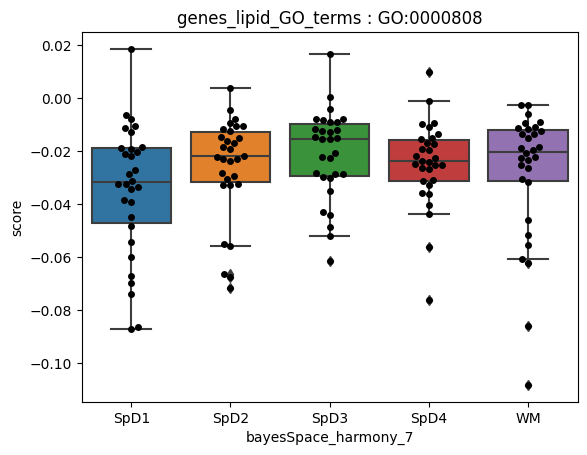 genes_lipid_GO_terms : GO:0000808
0.02
0.00
−0.02
−0.04
−0.06
−0.08
−0.10
score
SpD1 SpD2 SpD3 SpD4 WM
bayesSpace_harmony_7